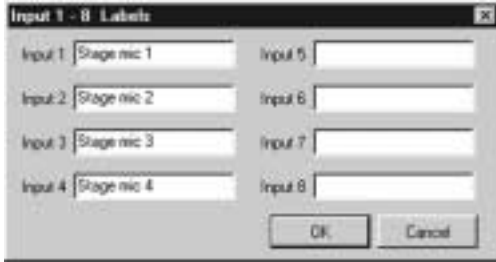 Input 1 - 8 Labels
Input 1 Stage mic 1 Input 5
Input 2 Stage mic 2 Input 6
Input 3 Stage mic 3 Input 7
Input 4 Stage mic 4 Input 8
OK Cancel